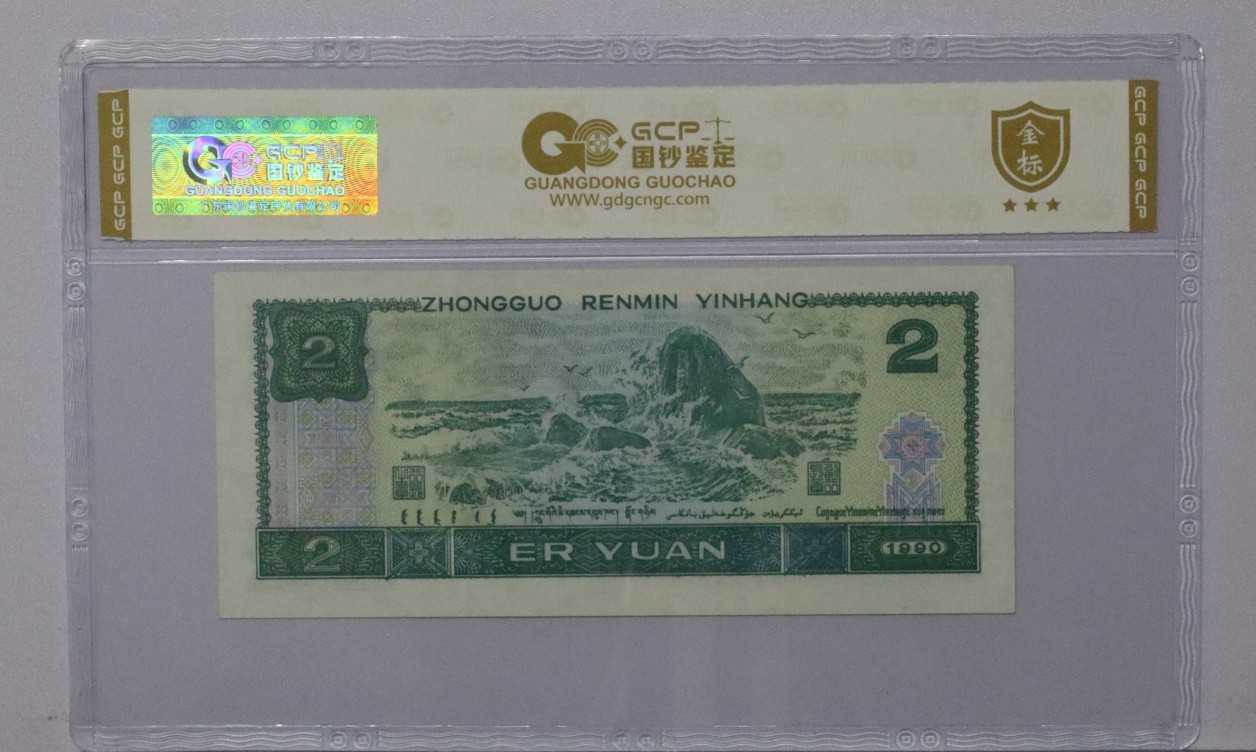 GCP GCP GCP
GCP
国钞鉴定
GUANGDONG GUOCHAO
GCP
国钞鉴定
GUANGDONG GUOCHAO
www.gdgcngc.com
金
标
GCP GCP GCP
ZHONGGUO RENMIN YINHANG
2
2
2
ER YUAN
1990